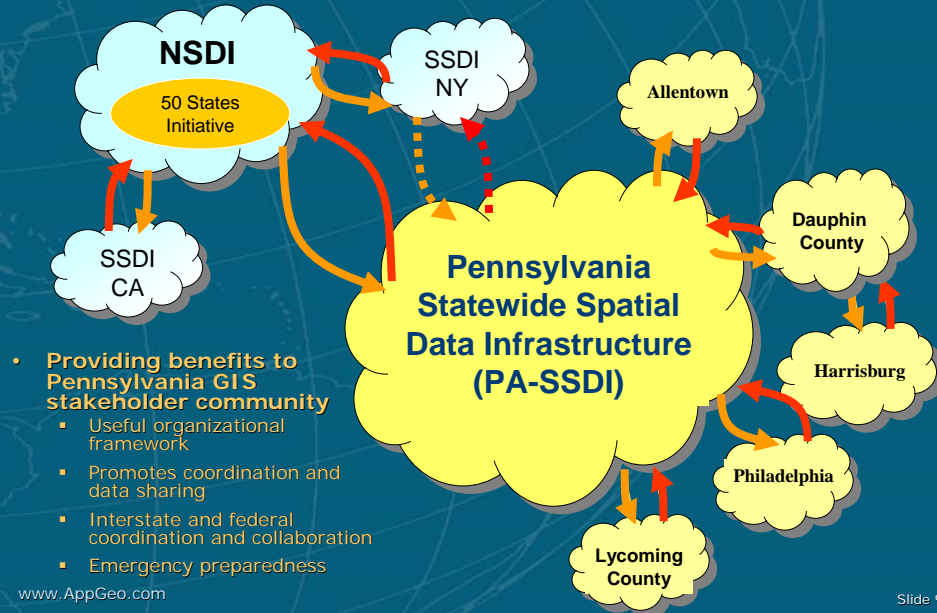 NSDI
50 States
Initiative
SSDI
NY
SSDI
CA
Allentown
Dauphin
County
Harrisburg
Philadelphia
Lycoming
County
Pennsylvania
Statewide Spatial
Data Infrastructure
(PA-SSDI)
• Providing benefits to
Pennsylvania GIS
stakeholder community
▪ Useful organizational
framework
▪ Promotes coordination and
data sharing
▪ Interstate and federal
coordination and collaboration
▪ Emergency preparedness
www.AppGeo.com
Slide